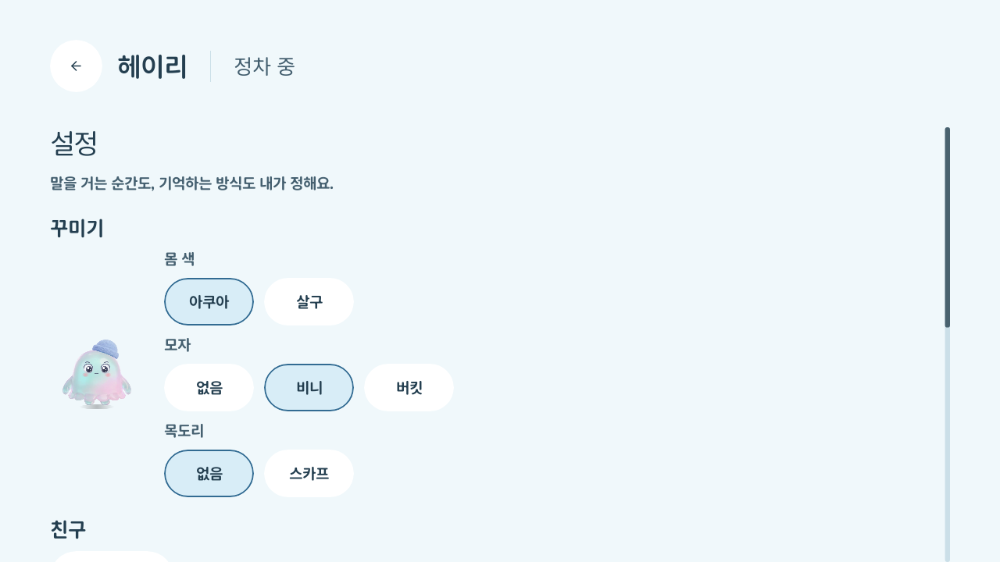 헤이리
정차 중
설정
말을 거는 순간도, 기억하는 방식도 내가 정해요.
꾸미기
몸 색
아쿠아 살구
모자
없음 비니 버킷
목도리
없음 스카프
친구